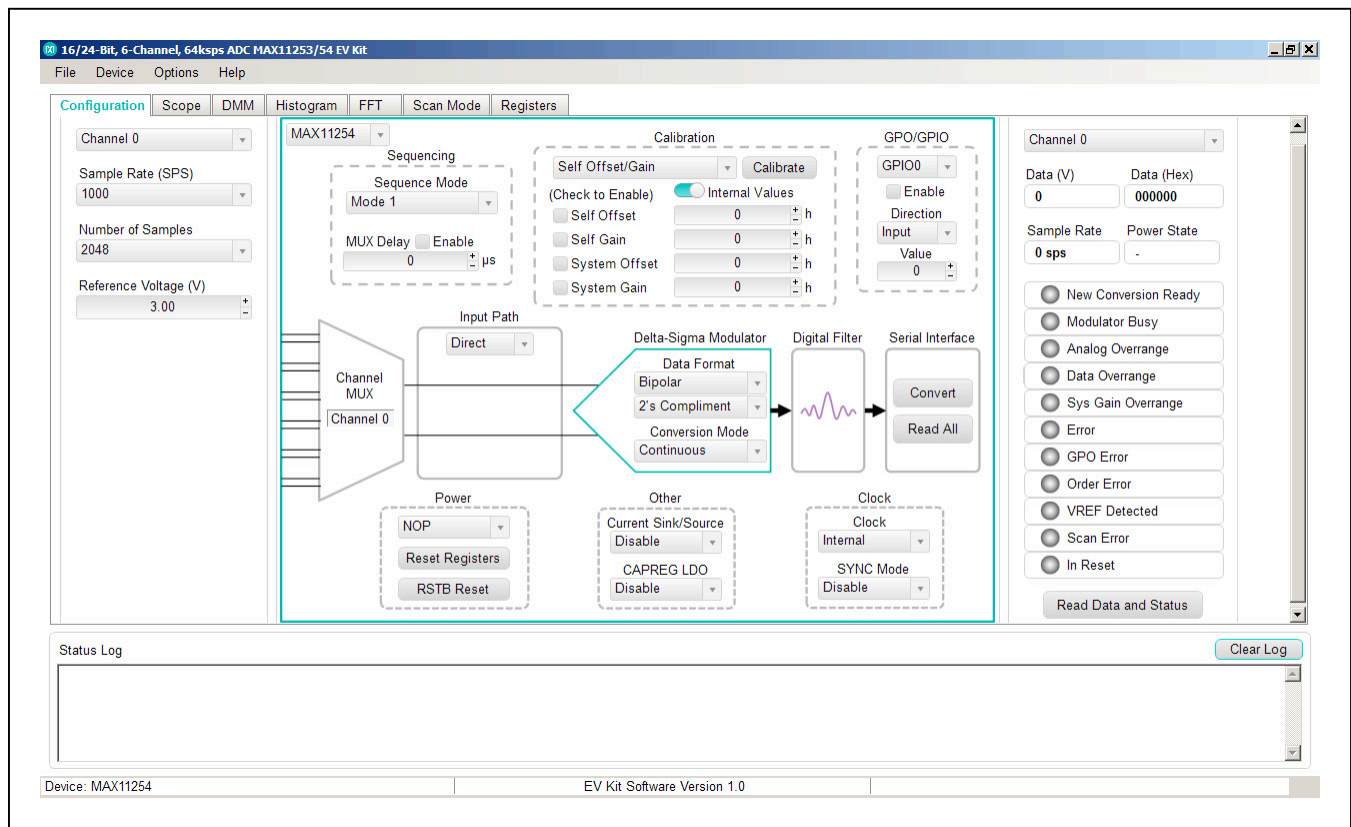 16/24-Bit, 6-Channel, 64ksps ADC MAX11253/54 EV Kit
File Device Options Help
Configuration Scope DMM Histogram FFT Scan Mode Registers
Channel 0
Sample Rate (SPS)
1000
Number of Samples
2048
Reference Voltage (V)
3.00
+
-
MAX11254
Sequencing
Sequence Mode
Mode 1
MUX Delay Enable
0
+
-
µs
Calibration
Self Offset/Gain Calibrate
(Check to Enable) Internal Values
Self Offset 0 + - h
Self Gain 0 + - h
System Offset 0 + - h
System Gain 0 + - h
GPO/GPIO
GPIO0
Enable
Direction
Input
Value
0
+
-
Channel
MUX
Channel 0
Input Path
Direct
Delta-Sigma Modulator
Data Format
Bipolar
2's Compliment
Conversion Mode
Continuous
Digital Filter
Serial Interface
Convert
Read All
Power
NOP
Reset Registers
RSTB Reset
Other
Current Sink/Source
Disable
CAPREG LDO
Disable
Clock
Clock
Internal
SYNC Mode
Disable
Channel 0
Data (V) Data (Hex)
0 000000
Sample Rate Power State
0 sps -
New Conversion Ready
Modulator Busy
Analog Overrange
Data Overrange
Sys Gain Overrange
Error
GPO Error
Order Error
VREF Detected
Scan Error
In Reset
Read Data and Status
Status Log
Clear Log
Device: MAX11254
EV Kit Software Version 1.0